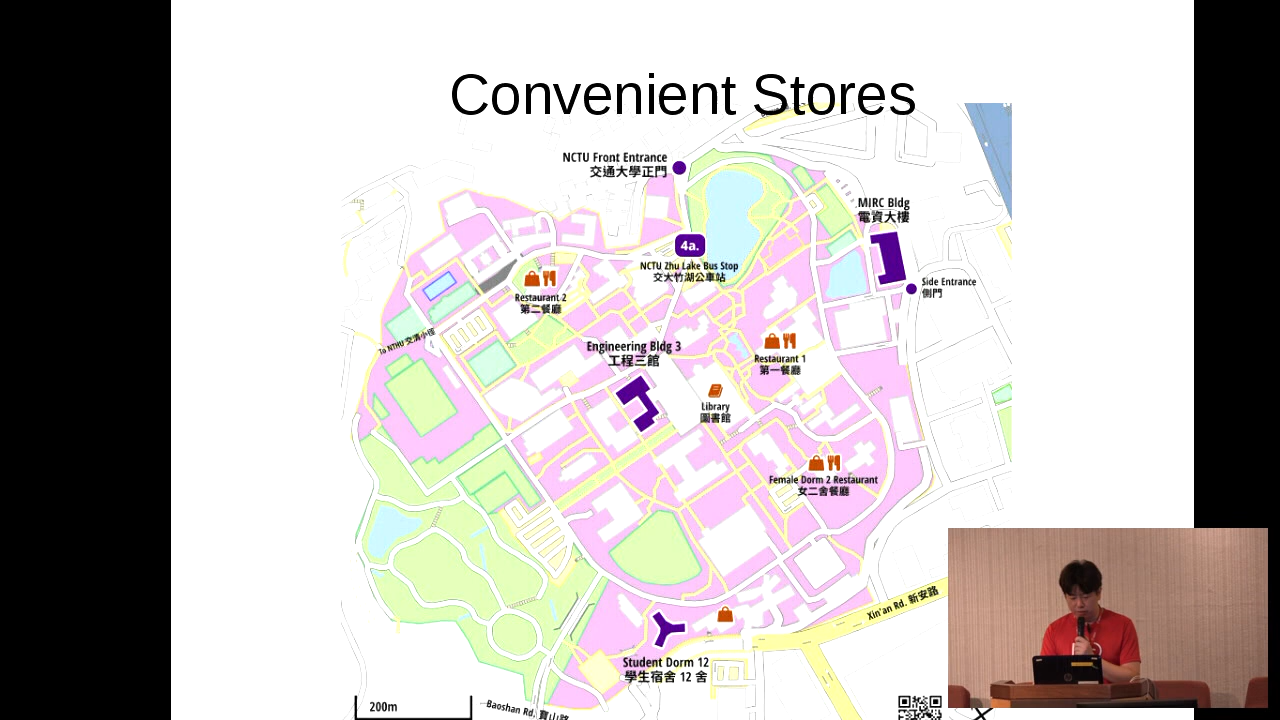 Convenient Stores
NCTU Front Entrance
交通大學正門
MIRC Bldg
電資大樓
4a.
NCTU Zhu Lake Bus Stop
交大竹湖公車站
Side Entrance
側門
Restaurant 2
第二餐廳
To NTHU 交清小徑
Engineering Bldg 3
工程三館
Restaurant 1
第一餐廳
Library
圖書館
Female Dorm 2 Restaurant
女二舍餐廳
Xin'an Rd. 新安路
Student Dorm 12
學生宿舍 12 舍
200m
Baoshan Rd. 寶山路